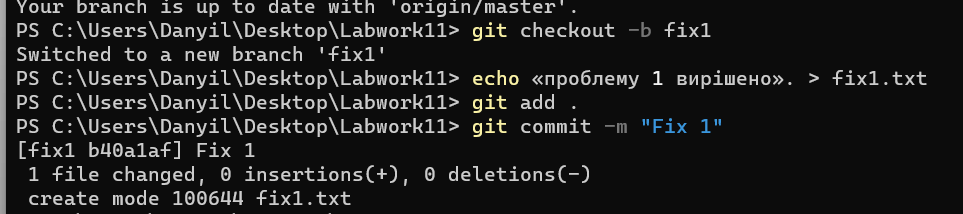 Your branch is up to date with 'origin/master'.
PS C:\Users\Danyil\Desktop\Labwork11> git checkout -b fix1
Switched to a new branch 'fix1'
PS C:\Users\Danyil\Desktop\Labwork11> echo «проблему 1 вирішено». > fix1.txt
PS C:\Users\Danyil\Desktop\Labwork11> git add .
PS C:\Users\Danyil\Desktop\Labwork11> git commit -m "Fix 1"
[fix1 b40a1af] Fix 1
 1 file changed, 0 insertions(+), 0 deletions(-)
 create mode 100644 fix1.txt